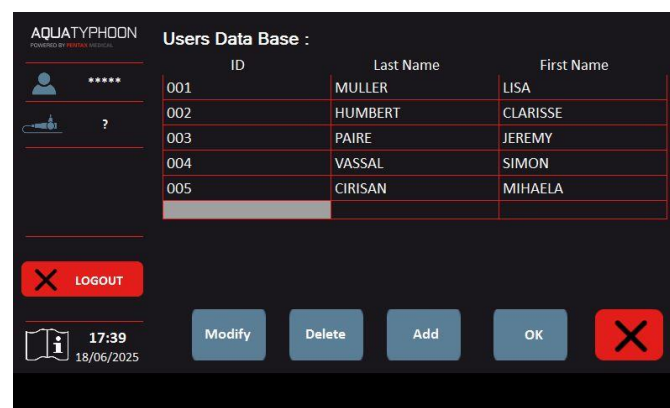 AQUATYPHOON
POWERED BY PENTAX MEDICAL
*****
?
LOGOUT
17:39
18/06/2025
Users Data Base :
ID Last Name First Name
001 MULLER LISA
002 HUMBERT CLARISSE
003 PAIRE JEREMY
004 VASSAL SIMON
005 CIRISAN MIHAELA
Modify Delete Add OK